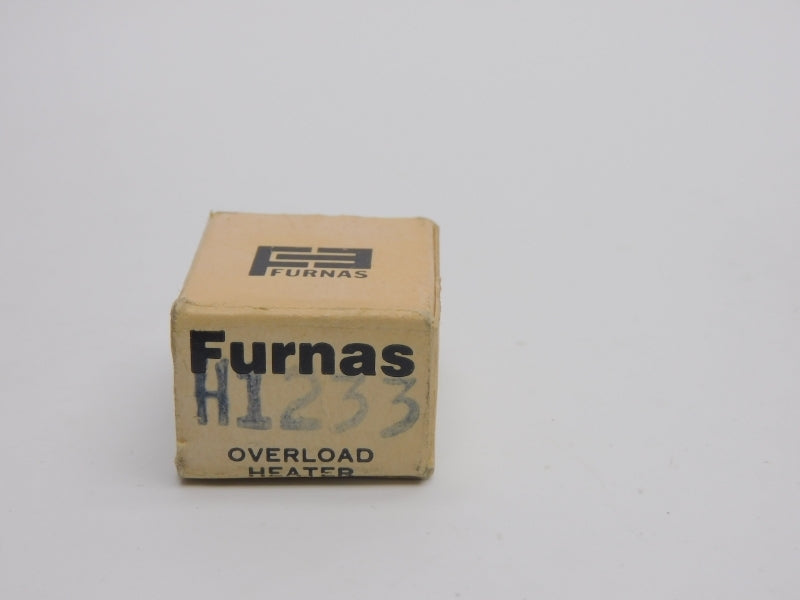 FURNAS
Furnas
H1233
OVERLOAD
HEATER